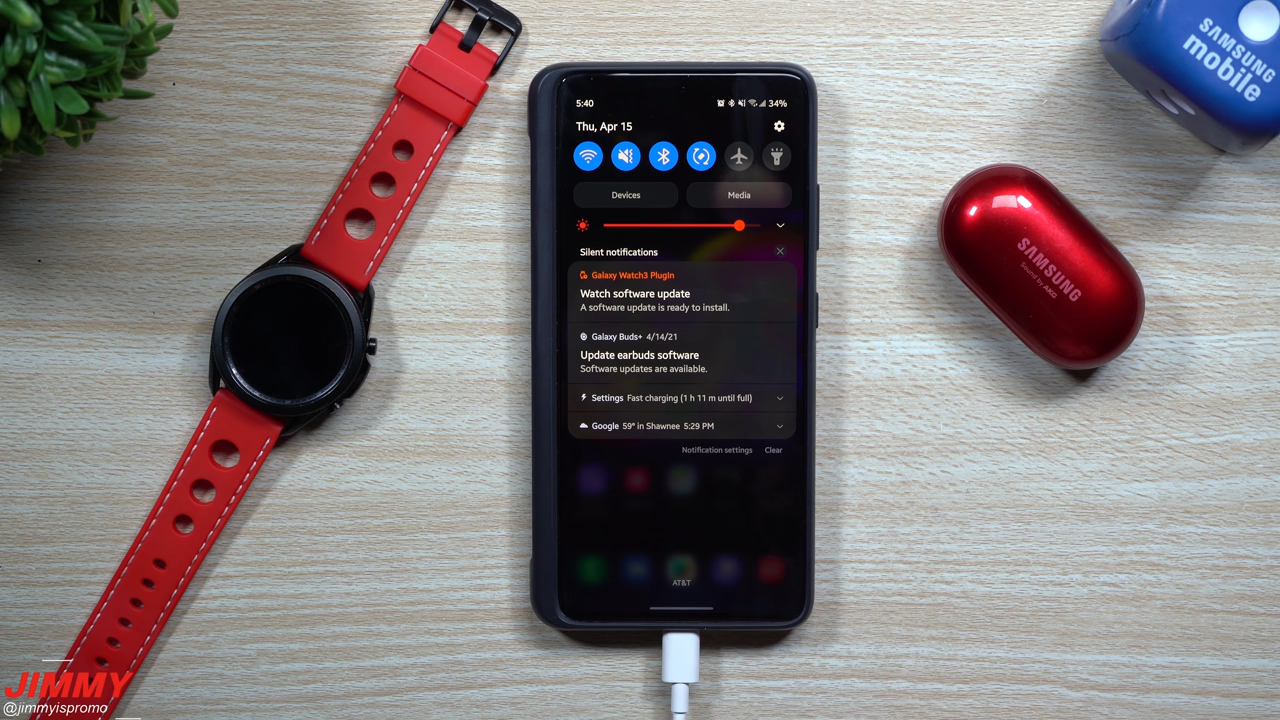 SAMSUNG
mobile
5:40
34%
Thu, Apr 15
Devices
Media
Silent notifications
Galaxy Watch3 PlugIn
Watch software update
A software update is ready to install.
Galaxy Buds+ 4/14/21
Update earbuds software
Software updates are available.
Settings Fast charging (1 h 11 m until full)
Google 59° in Shawnee 5:29 PM
Notification settings Clear
AT&T
SAMSUNG
Sound by AKG
JIMMY
@jimmyispromo